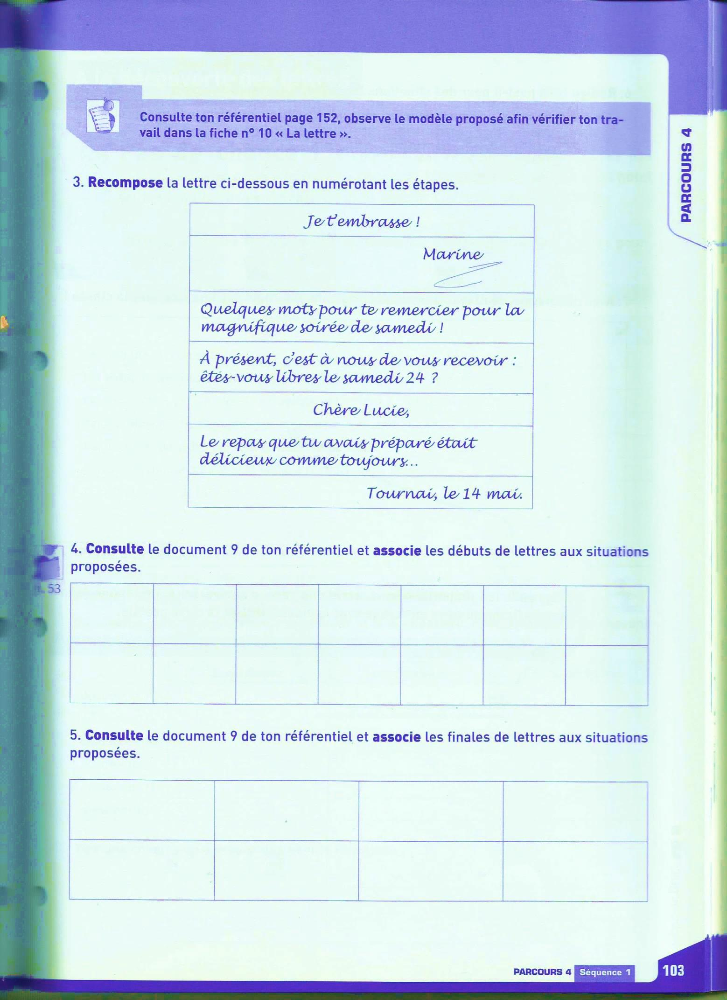 Consulte ton référentiel page 152, observe le modèle proposé afin vérifier ton tra-
vail dans la fiche n° 10 « La lettre ».
PARCOURS 4
3. Recompose la lettre ci-dessous en numérotant les étapes.
Je t'embrasse !
Marine
Quelques mots pour te remercier pour la
magnifique soirée de samedi !
À présent, c'est à nous de vous recevoir :
êtes-vous libres le samedi 24 ?
Chère Lucie,
Le repas que tu avais préparé était
délicieux comme toujours...
Tournai, le 14 mai.
4. Consulte le document 9 de ton référentiel et associe les débuts de lettres aux situations
proposées.
53
5. Consulte le document 9 de ton référentiel et associe les finales de lettres aux situations
proposées.
PARCOURS 4 Séquence 1 103